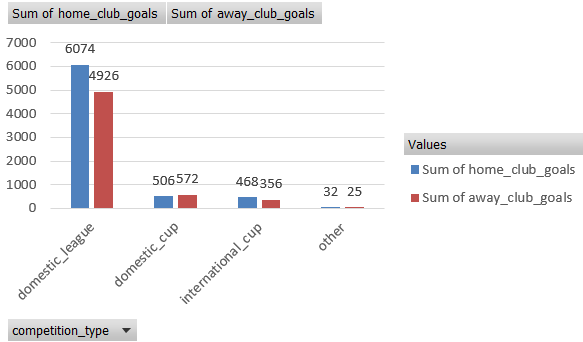 Sum of home_club_goals Sum of away_club_goals
7000
6000
5000
4000
3000
2000
1000
0
6074
4926
506 572
468 356
32 25
domestic_league
domestic_cup
international_cup
other
Values
Sum of home_club_goals
Sum of away_club_goals
competition_type